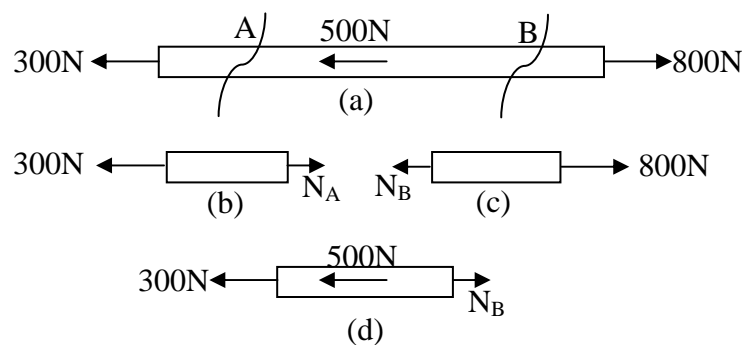 A 500N B
300N 800N
(a)
300N N_A N_B 800N
(b) (c)
500N
300N N_B
(d)